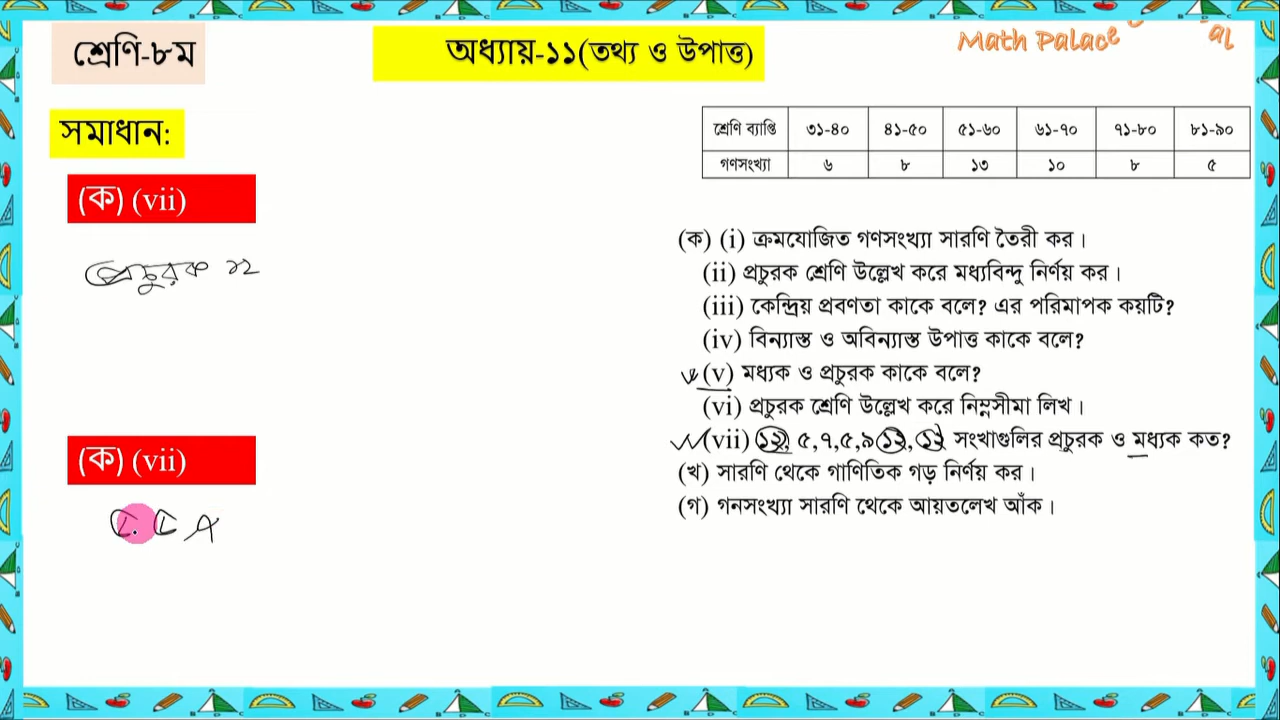 শ্রেণি-৮ম
অধ্যায়-১১(তথ্য ও উপাত্ত)
Math Palace
সমাধান:
শ্রেণি ব্যাপ্তি ৩১-৪০ ৪১-৫০ ৫১-৬০ ৬১-৭০ ৭১-৮০ ৮১-৯০
গণসংখ্যা ৬ ৮ ১৩ ১০ ৮ ৫
(ক) (vii)
প্রচুরক ১২
(ক) (i) ক্রমযোজিত গণসংখ্যা সারণি তৈরী কর।
(ii) প্রচুরক শ্রেণি উল্লেখ করে মধ্যবিন্দু নির্ণয় কর।
(iii) কেন্দ্রিয় প্রবণতা কাকে বলে? এর পরিমাপক কয়টি?
(iv) বিন্যাস্ত ও অবিন্যাস্ত উপাত্ত কাকে বলে?
(v) মধ্যক ও প্রচুরক কাকে বলে?
(vi) প্রচুরক শ্রেণি উল্লেখ করে নিম্নসীমা লিখ।
(vii) ১২, ৫,৭,৫,৯,১২,১২ সংখাগুলির প্রচুরক ও মধ্যক কত?
(খ) সারণি থেকে গাণিতিক গড় নির্ণয় কর।
(গ) গনসংখ্যা সারণি থেকে আয়তলেখ আঁক।
(ক) (vii)
৫. ৫ ৭